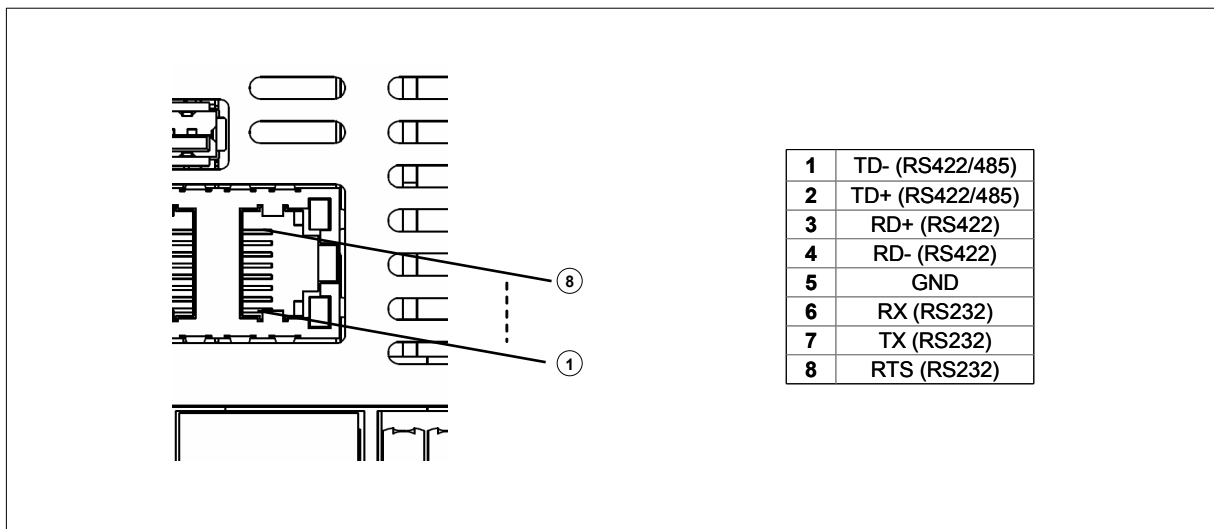 8
1
1 TD- (RS422/485)
2 TD+ (RS422/485)
3 RD+ (RS422)
4 RD- (RS422)
5 GND
6 RX (RS232)
7 TX (RS232)
8 RTS (RS232)